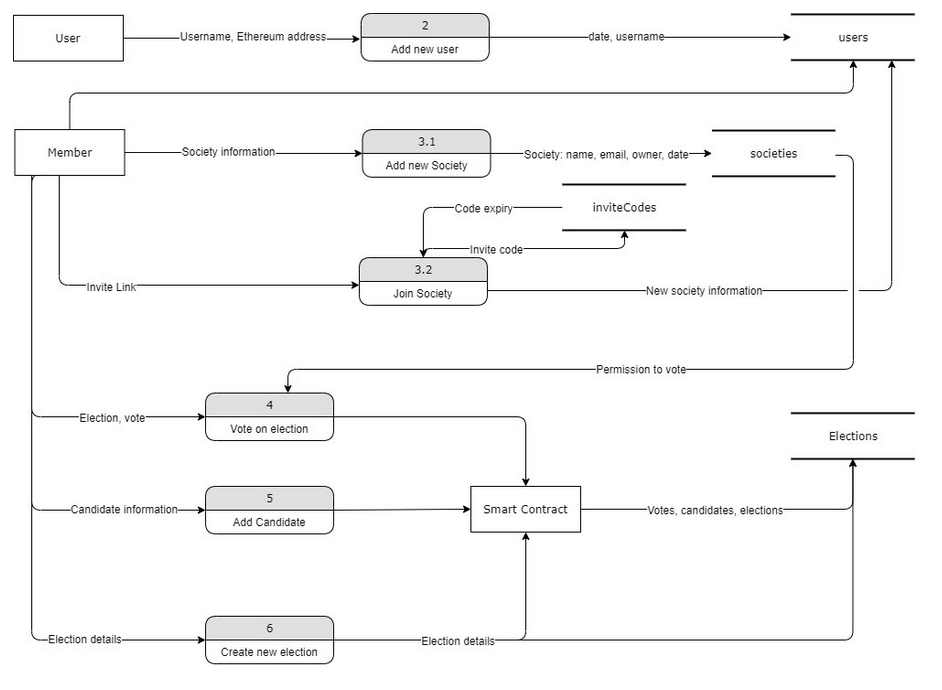 2
User
Username, Ethereum address
Add new user
date, username
users
3.1
Member
Society information
Add new Society
Society: name, email, owner, date
societies
Code expiry
inviteCodes
Invite code
3.2
Invite Link
Join Society
New society information
Permission to vote
4
Election, vote
Vote on election
Elections
5
Candidate information
Add Candidate
Smart Contract
Votes, candidates, elections
6
Election details
Create new election
Election details